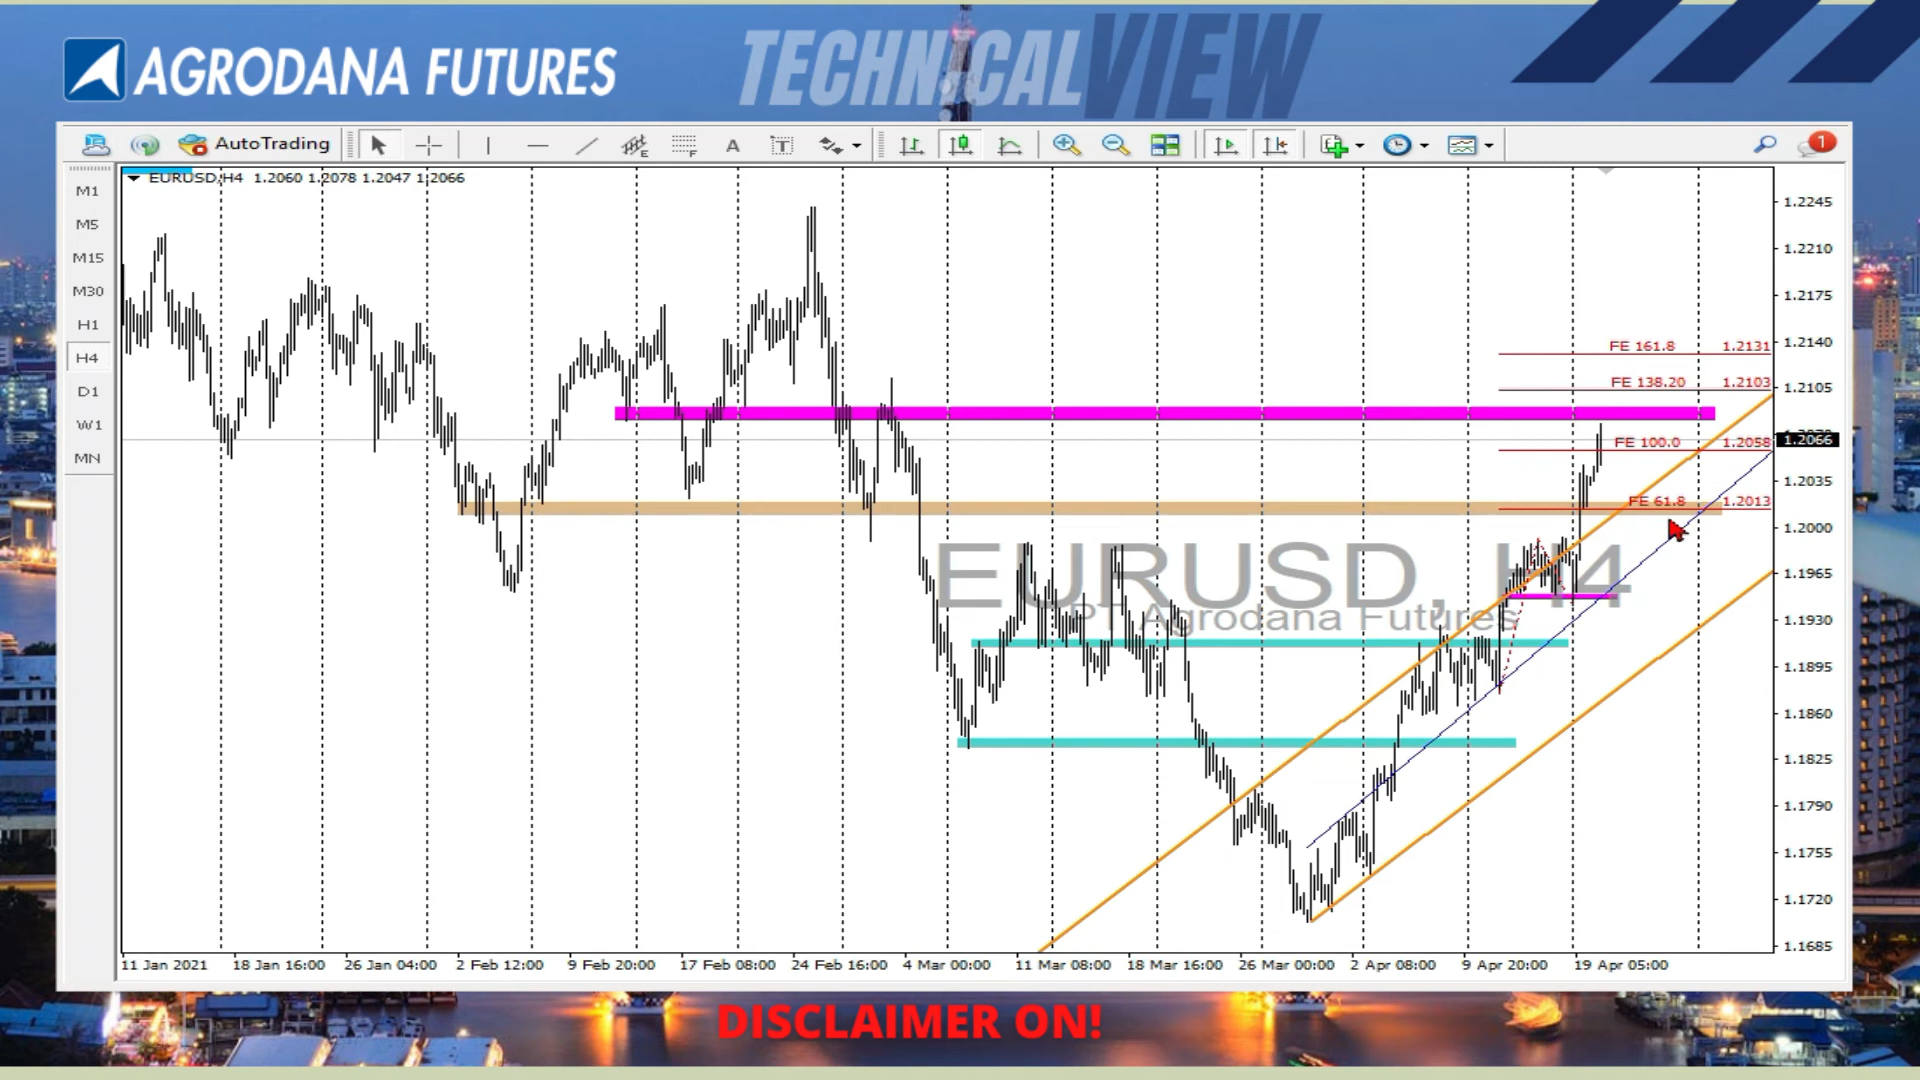 AGRODANA FUTURES
TECHNICAL VIEW
AutoTrading
E
F
A
T
1
M1
M5
M15
M30
H1
H4
D1
W1
MN
EURUSD,H4 1.2060 1.2078 1.2047 1.2066
1.2245
1.2210
1.2175
1.2140
1.2105
1.2066
1.2035
1.2000
1.1965
1.1930
1.1895
1.1860
1.1825
1.1790
1.1755
1.1720
1.1685
FE 161.8 1.2131
FE 138.20 1.2103
FE 100.0 1.2058
FE 61.8 1.2013
EURUSD, H4
PT Agrodana Futures
11 Jan 2021 18 Jan 16:00 26 Jan 04:00 2 Feb 12:00 9 Feb 20:00 17 Feb 08:00 24 Feb 16:00 4 Mar 00:00 11 Mar 08:00 18 Mar 16:00 26 Mar 00:00 2 Apr 08:00 9 Apr 20:00 19 Apr 05:00
DISCLAIMER ON!